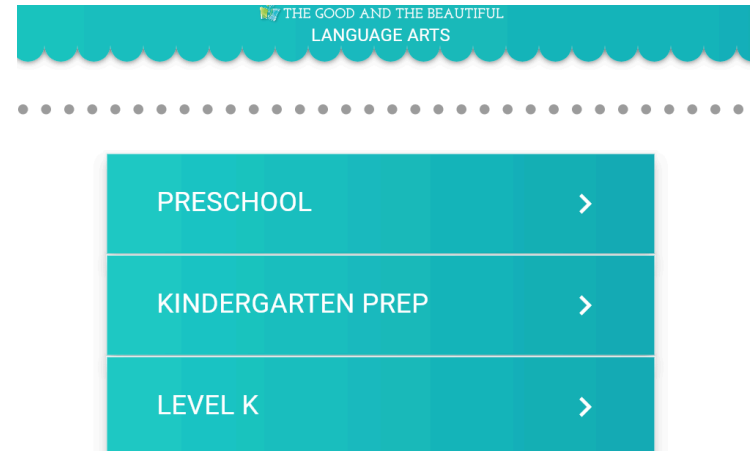 THE GOOD AND THE BEAUTIFUL
LANGUAGE ARTS
PRESCHOOL
KINDERGARTEN PREP
LEVEL K